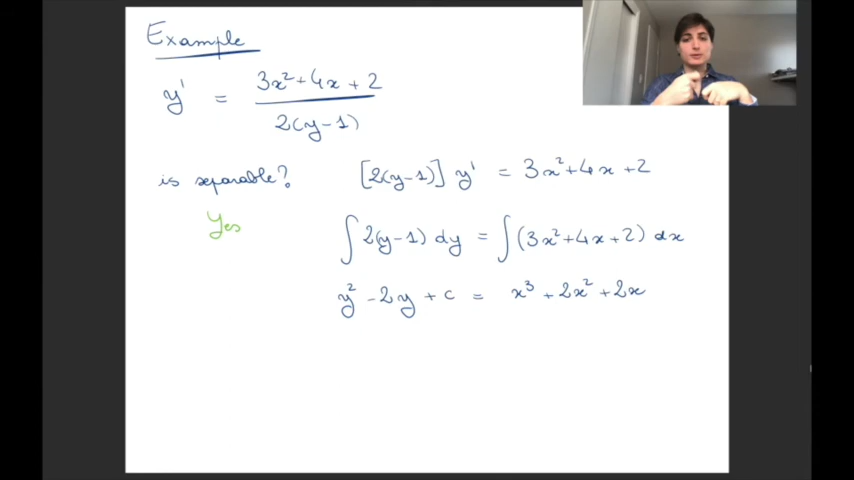 Example
y' = 3x²+4x+2 / 2(y-1)
is separable? [2(y-1)] y' = 3x²+4x+2
Yes
∫ 2(y-1) dy = ∫ (3x²+4x+2) dx
y² - 2y + c = x³ + 2x² + 2x